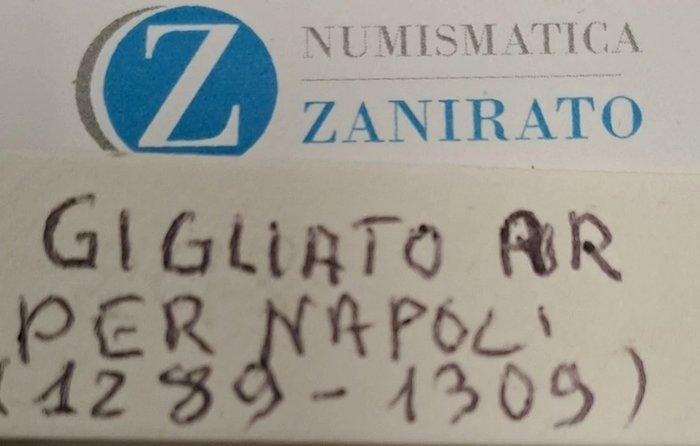 Z
NUMISMATICA
ZANIRATO
GIGLIATO AR
PER NAPOLI
(1289-1309)